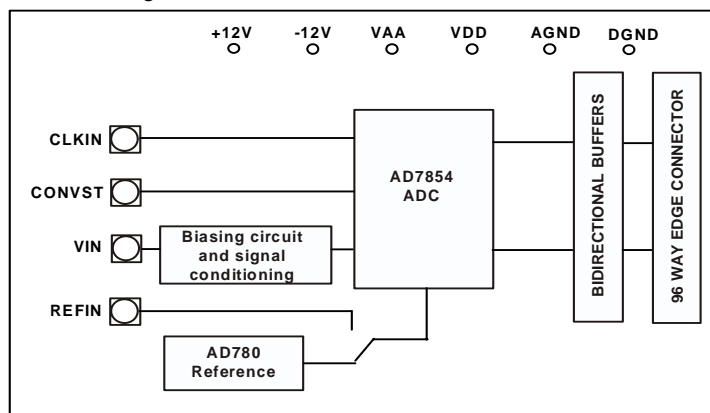 +12V -12V VAA VDD AGND DGND
CLKIN
CONVST
VIN
REFIN
Biasing circuit
and signal
conditioning
AD780
Reference
AD7854
ADC
BIDIRECTIONAL BUFFERS
96 WAY EDGE CONNECTOR